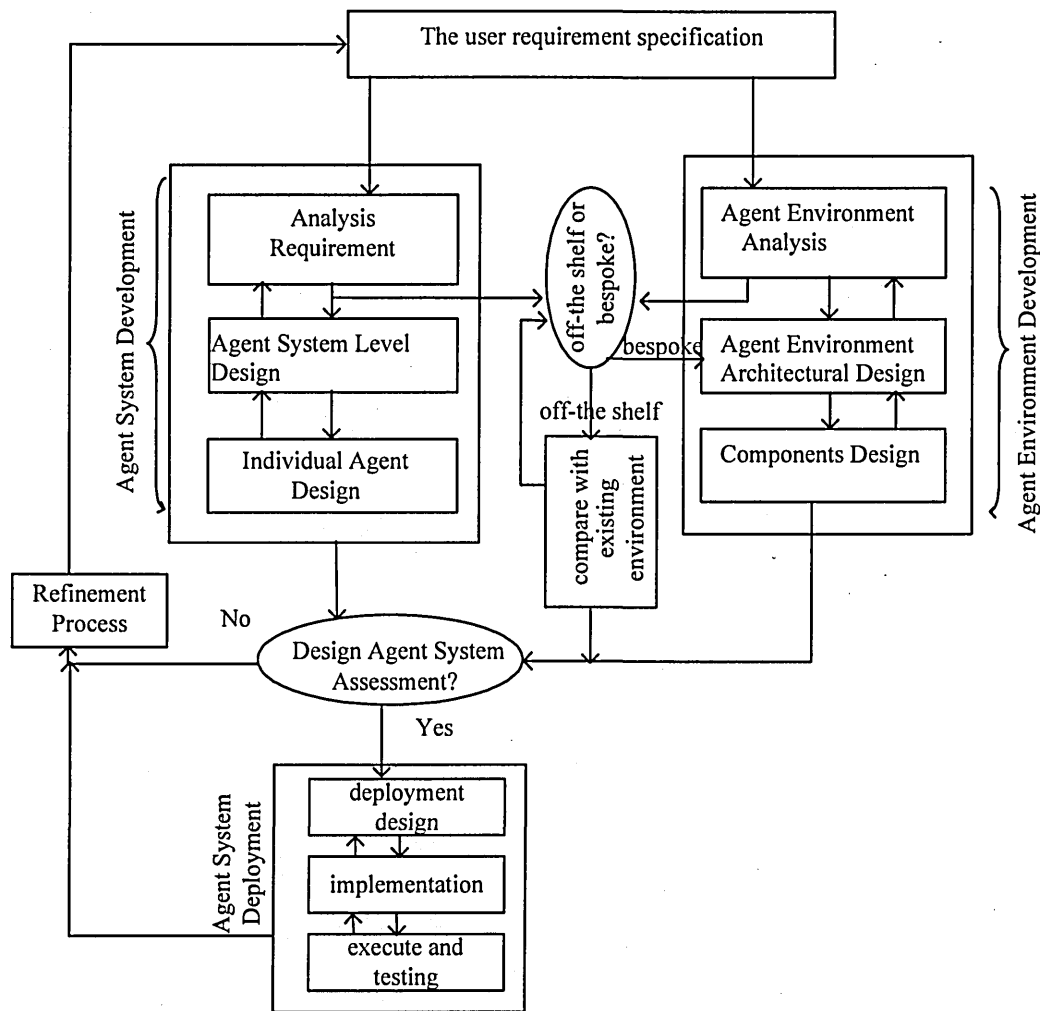 The user requirement specification
Agent System Development
Analysis
Requirement
Agent System Level
Design
Individual Agent
Design
off-the shelf or
bespoke?
bespoke
off-the shelf
compare with
existing
environment
Agent Environment
Analysis
Agent Environment
Architectural Design
Components Design
Agent Environment Development
Refinement
Process
No
Design Agent System
Assessment?
Yes
Agent System
Deployment
deployment
design
implementation
execute and
testing